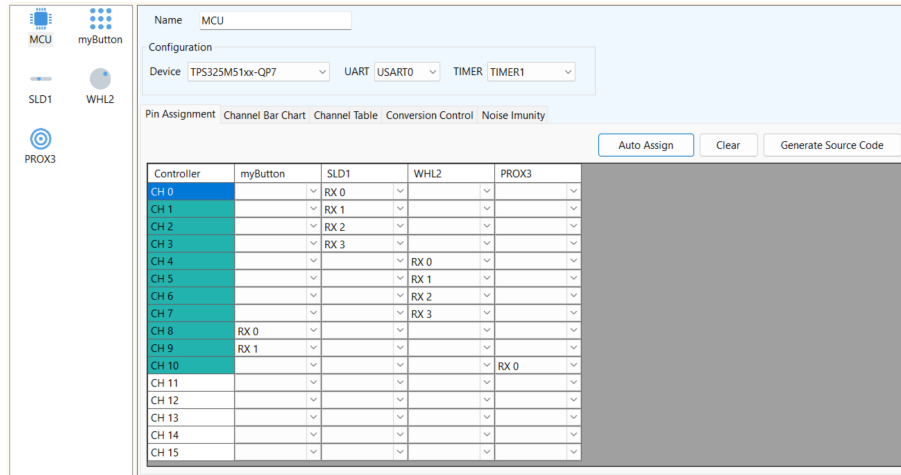 MCU myButton
SLD1 WHL2
PROX3
Name MCU
Configuration
Device TPS325M51xx-QP7 UART USART0 TIMER TIMER1
Pin Assignment Channel Bar Chart Channel Table Conversion Control Noise Imunity
Auto Assign Clear Generate Source Code
Controller myButton SLD1 WHL2 PROX3
CH 0 RX 0
CH 1 RX 1
CH 2 RX 2
CH 3 RX 3
CH 4 RX 0
CH 5 RX 1
CH 6 RX 2
CH 7 RX 3
CH 8 RX 0
CH 9 RX 1
CH 10 RX 0
CH 11
CH 12
CH 13
CH 14
CH 15